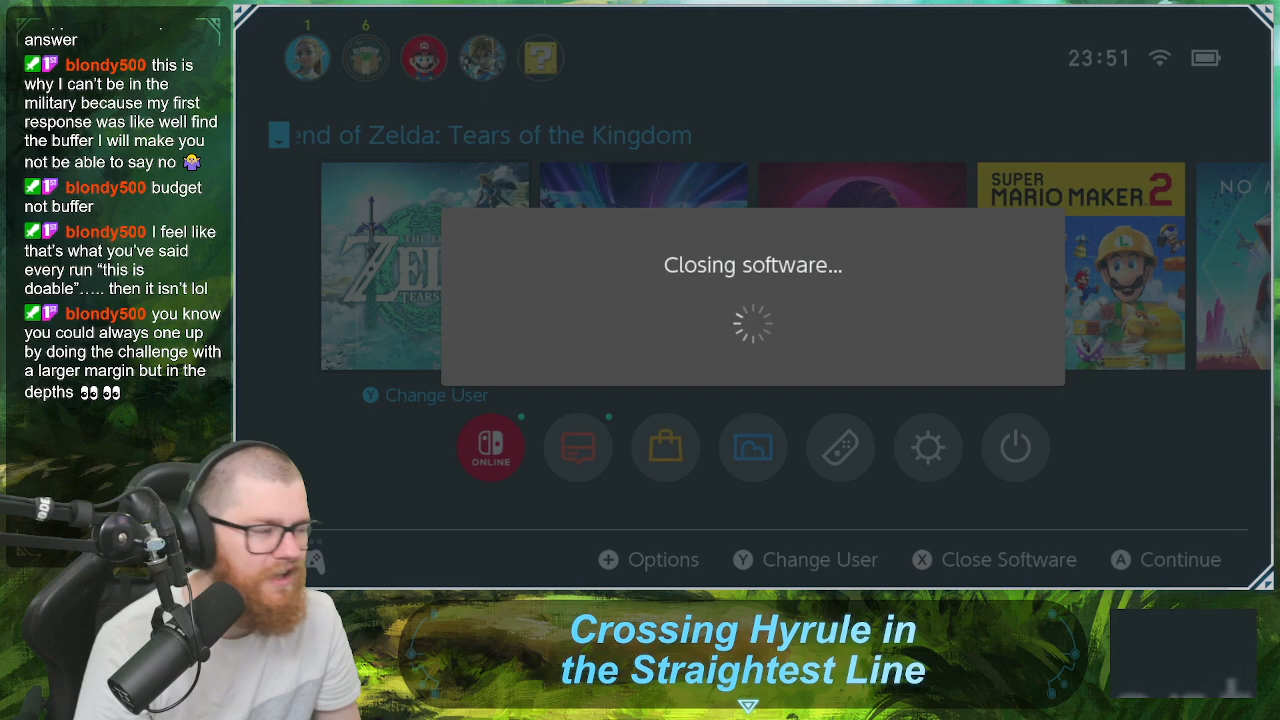 answer
blondy500 this is
why I can't be in the
military because my first
response was like well find
the buffer I will make you
not be able to say no
blondy500 budget
not buffer
blondy500 I feel like
that's what you've said
every run "this is
doable"..... then it isn't lol
blondy500 you know
you could always one up
by doing the challenge with
a larger margin but in the
depths
1
6
23:51
end of Zelda: Tears of the Kingdom
SUPER
MARIO MAKER 2
Closing software...
Y Change User
ONLINE
+ Options
Y Change User
X Close Software
A Continue
Crossing Hyrule in
the Straightest Line